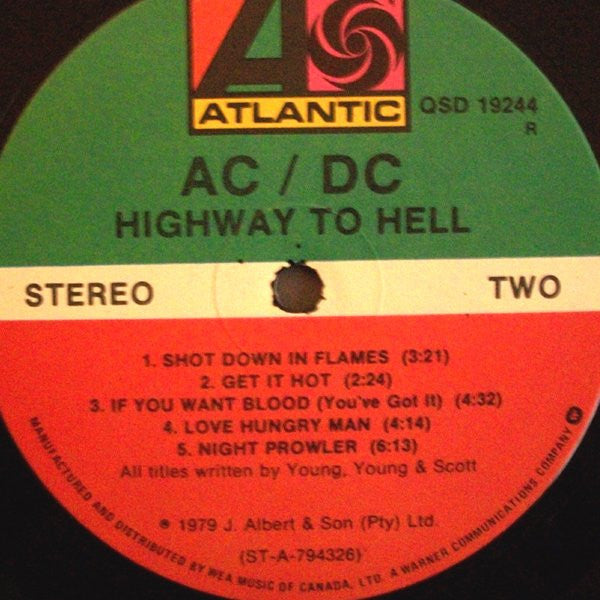 ATLANTIC
QSD 19244
R
AC / DC
HIGHWAY TO HELL
STEREO
TWO
1. SHOT DOWN IN FLAMES (3:21)
2. GET IT HOT (2:24)
3. IF YOU WANT BLOOD (You've Got It) (4:32)
4. LOVE HUNGRY MAN (4:14)
5. NIGHT PROWLER (6:13)
All titles written by Young, Young & Scott
℗ 1979 J. Albert & Son (Pty) Ltd.
(ST-A-794326)
MANUFACTURED AND DISTRIBUTED BY WEA MUSIC OF CANADA, LTD. A WARNER COMMUNICATIONS COMPANY